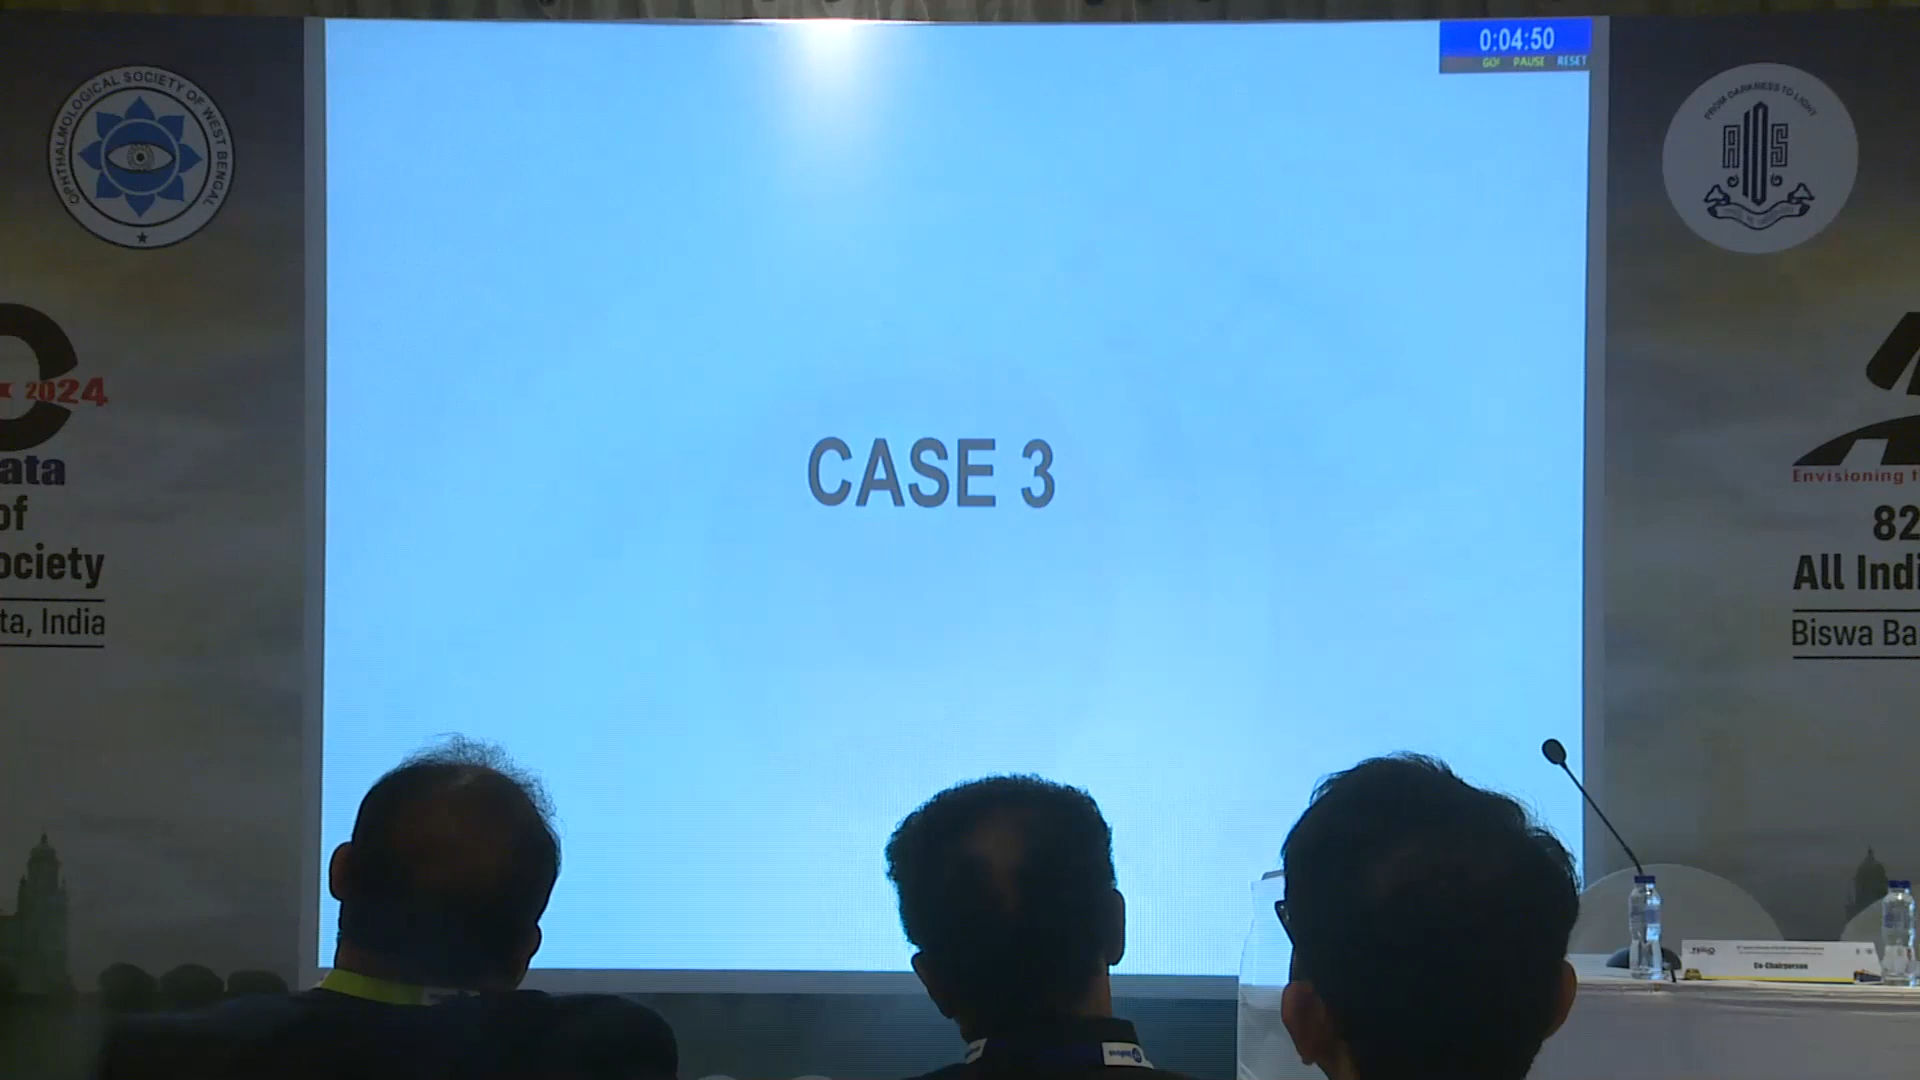 0:04:50
GO! PAUSE RESET
OPHTHALMOLOGICAL SOCIETY OF WEST BENGAL
FROM DARKNESS TO LIGHT
AIOS
2024
ata
of
ociety
ta, India
CASE 3
Envisioning t
82
All Indi
Biswa Ba
Co-Chairperson